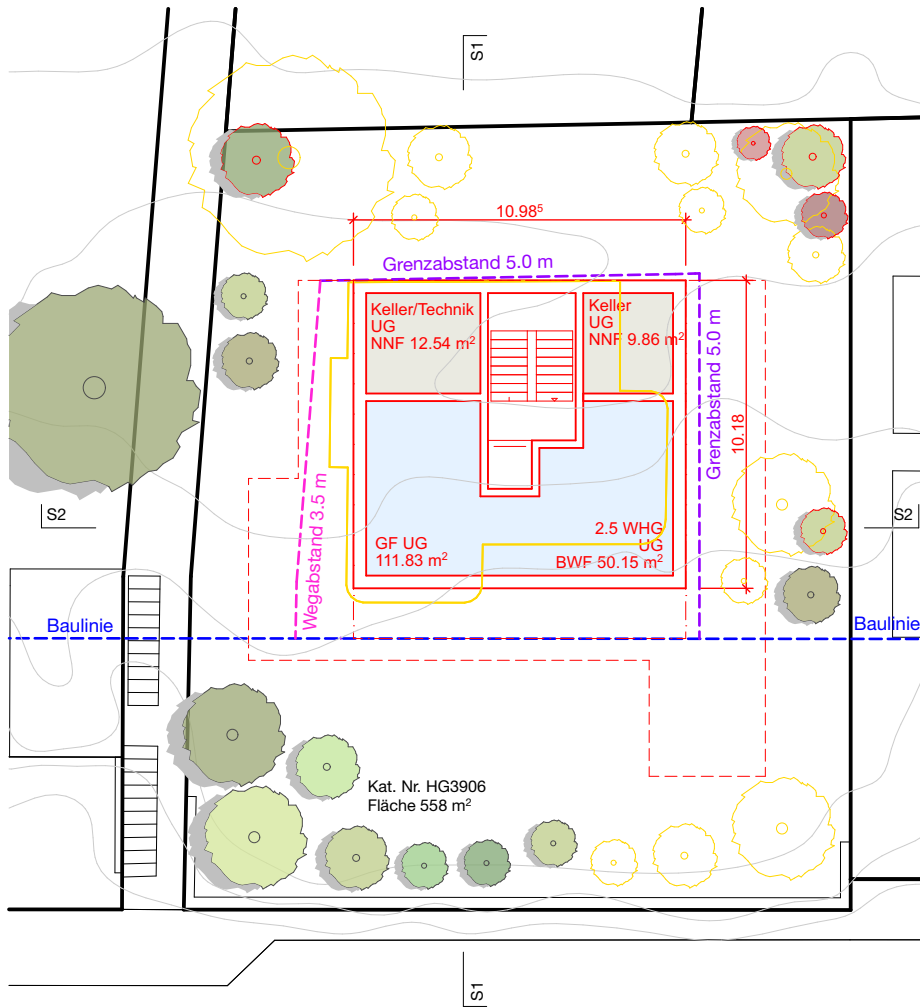 S1
10.98⁵
Grenzabstand 5.0 m
Keller/Technik
UG
NNF 12.54 m²
Keller
UG
NNF 9.86 m²
Grenzabstand 5.0 m
10.18
Wegabstand 3.5 m
S2
S2
GF UG
111.83 m²
2.5 WHG
UG
BWF 50.15 m²
Baulinie
Baulinie
Kat. Nr. HG3906
Fläche 558 m²
S1